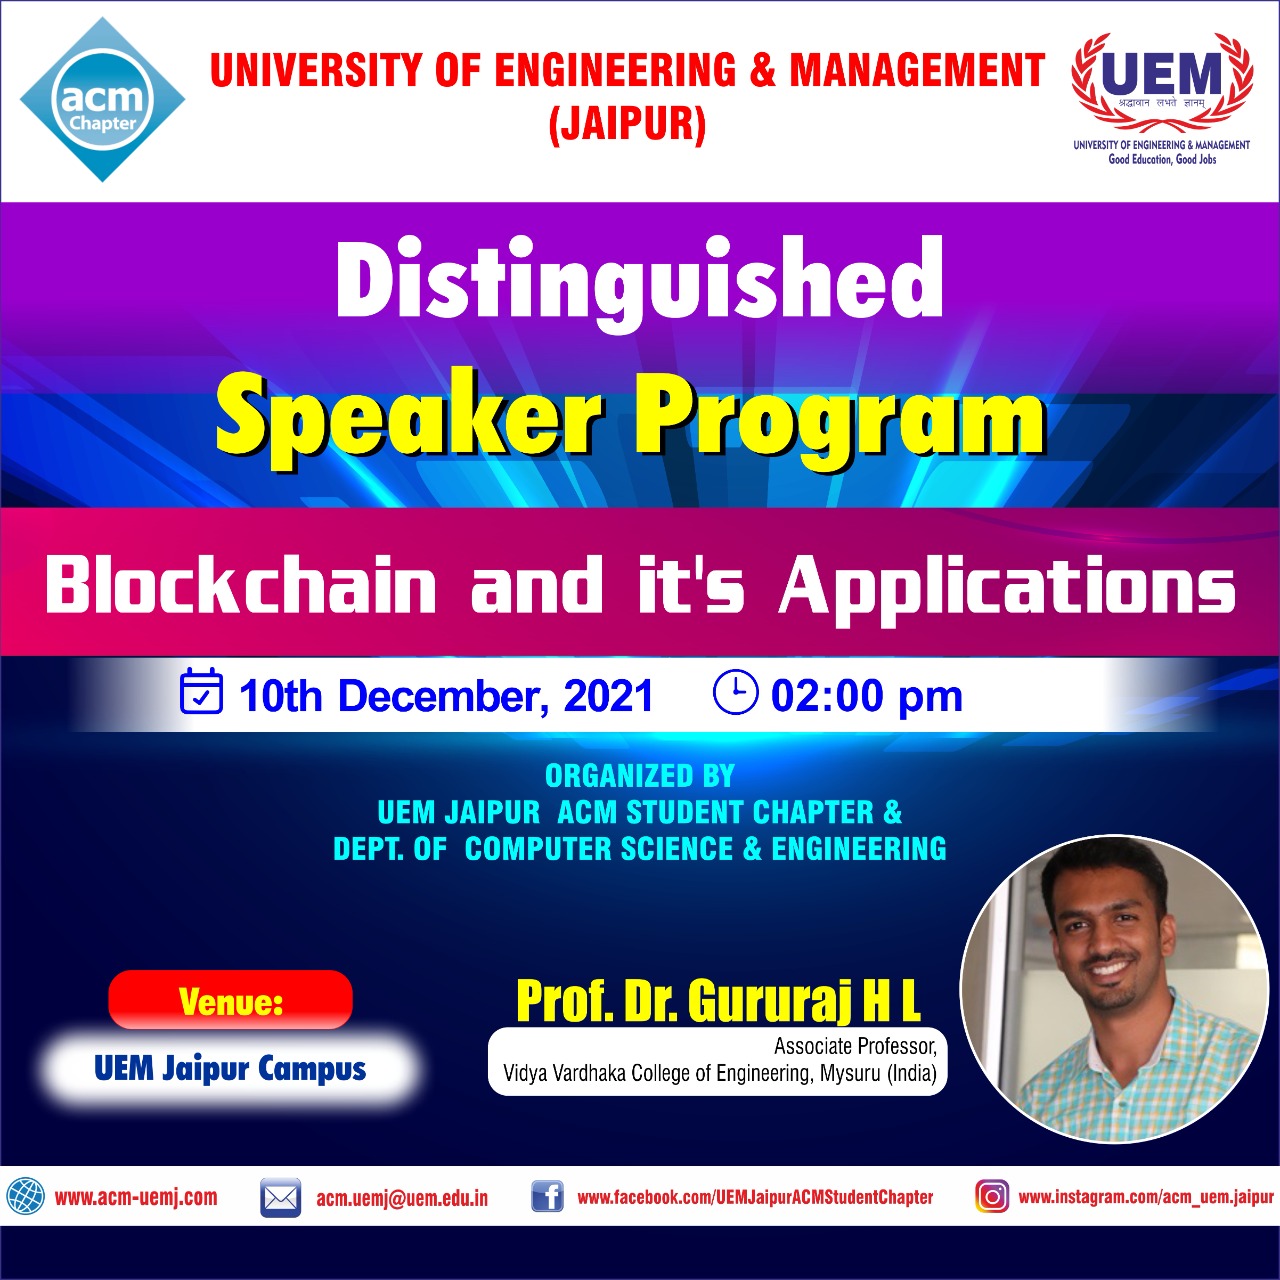 acm
Chapter
UNIVERSITY OF ENGINEERING & MANAGEMENT
(JAIPUR)
UEM
श्रद्धावान लभते ज्ञानम्
UNIVERSITY OF ENGINEERING & MANAGEMENT
Good Education, Good Jobs
Distinguished
Speaker Program
Blockchain and it's Applications
10th December, 2021 02:00 pm
ORGANIZED BY
UEM JAIPUR ACM STUDENT CHAPTER &
DEPT. OF COMPUTER SCIENCE & ENGINEERING
Venue:
UEM Jaipur Campus
Prof. Dr. Gururaj H L
Associate Professor,
Vidya Vardhaka College of Engineering, Mysuru (India)
www.acm-uemj.com acm.uemj@uem.edu.in www.facebook.com/UEMJaipurACMStudentChapter www.instagram.com/acm_uem.jaipur